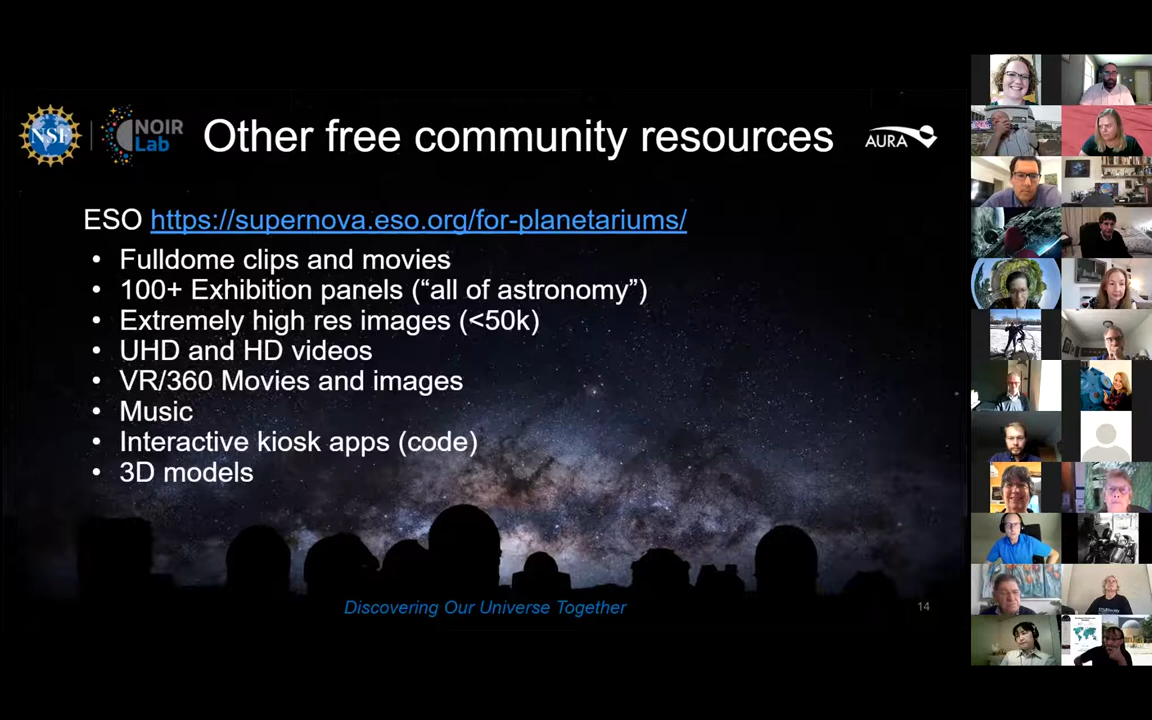 NSF
NOIR
Lab
Other free community resources
AURA
ESO https://supernova.eso.org/for-planetariums/
• Fulldome clips and movies
• 100+ Exhibition panels (“all of astronomy”)
• Extremely high res images (<50k)
• UHD and HD videos
• VR/360 Movies and images
• Music
• Interactive kiosk apps (code)
• 3D models
Discovering Our Universe Together
14